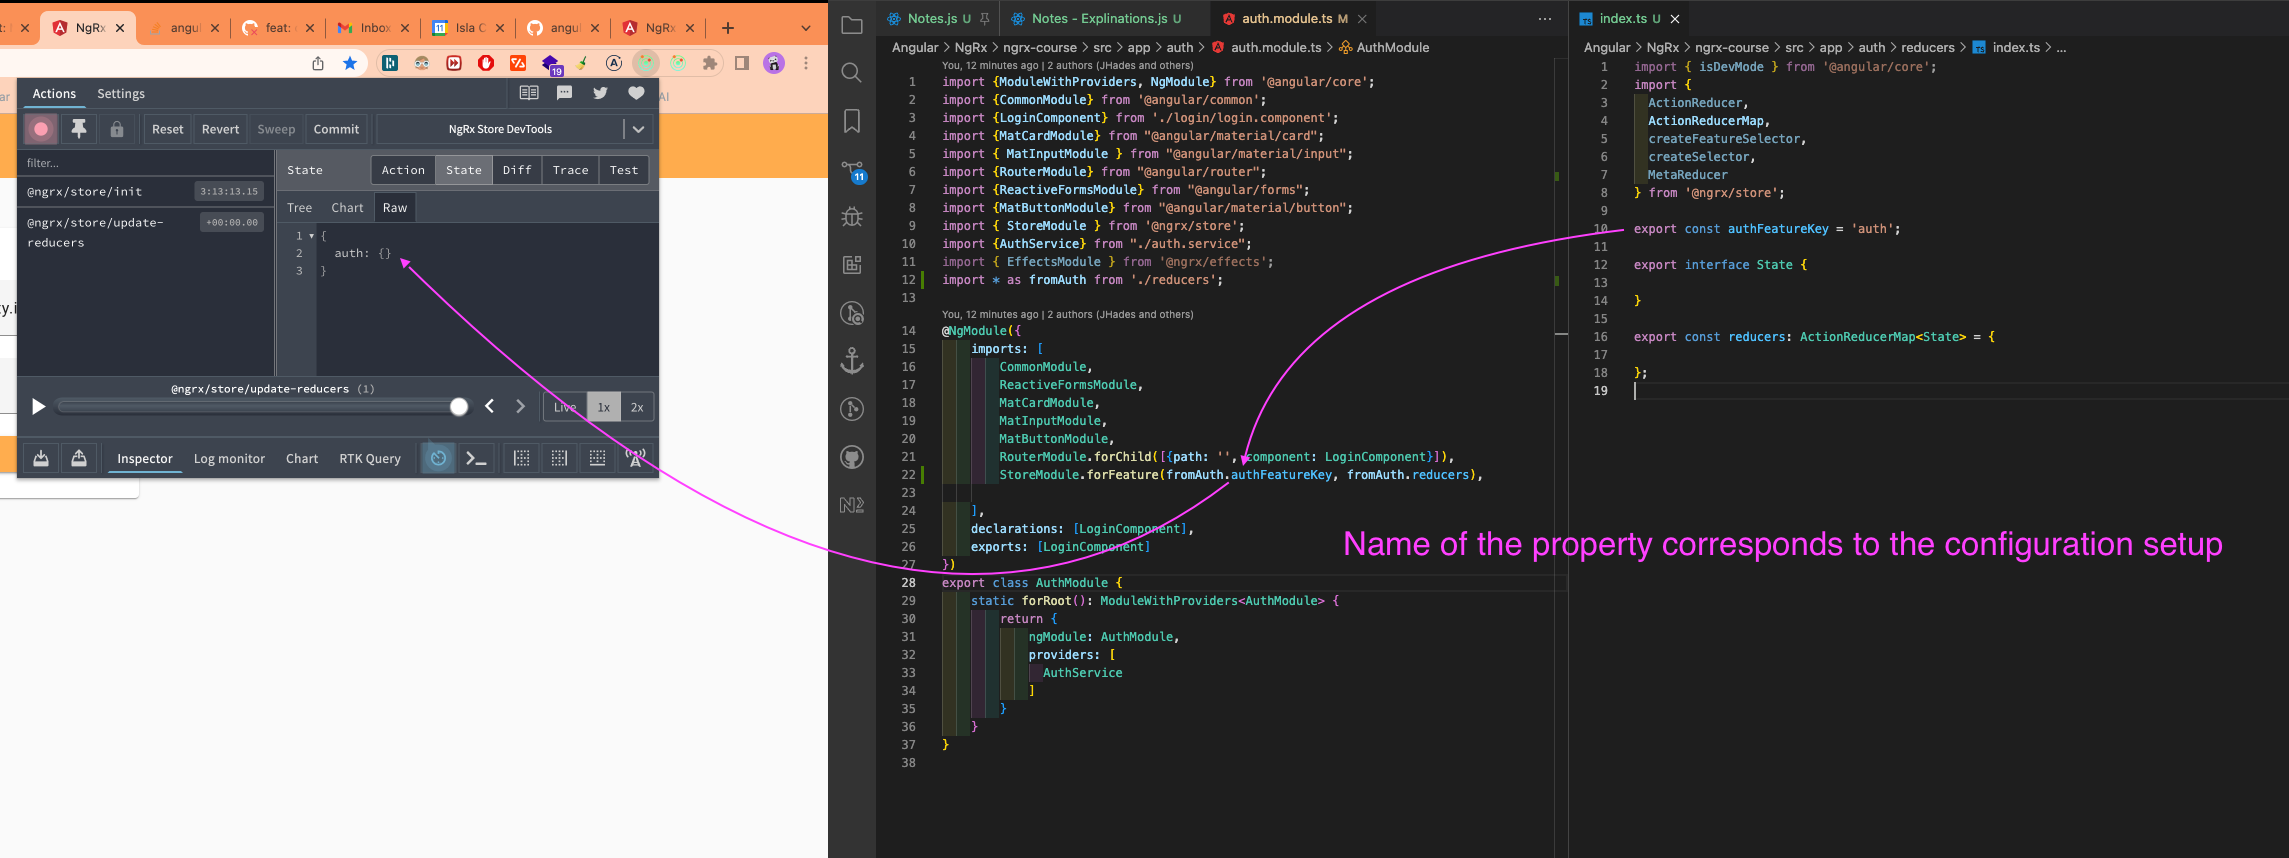 NgRx
angul
feat:
Inbox
Isla C
angul
NgRx
19
Actions
Settings
Reset
Revert
Sweep
Commit
NgRx Store DevTools
filter...
@ngrx/store/init
3:13:13.15
@ngrx/store/update-
reducers
+00:00.00
State
Action
State
Diff
Trace
Test
Tree
Chart
Raw
1 {
2 auth: {}
3 }
@ngrx/store/update-reducers (1)
Live
1x
2x
Inspector
Log monitor
Chart
RTK Query
11
Notes.js U
Notes - Explinations.js U
auth.module.ts M
Angular > NgRx > ngrx-course > src > app > auth > auth.module.ts > AuthModule
You, 12 minutes ago | 2 authors (JHades and others)
1 import {ModuleWithProviders, NgModule} from '@angular/core';
2 import {CommonModule} from '@angular/common';
3 import {LoginComponent} from './login/login.component';
4 import {MatCardModule} from "@angular/material/card";
5 import { MatInputModule } from "@angular/material/input";
6 import {RouterModule} from "@angular/router";
7 import {ReactiveFormsModule} from "@angular/forms";
8 import {MatButtonModule} from "@angular/material/button";
9 import { StoreModule } from '@ngrx/store';
10 import {AuthService} from "./auth.service";
11 import { EffectsModule } from '@ngrx/effects';
12 import * as fromAuth from './reducers';
13
You, 12 minutes ago | 2 authors (JHades and others)
14 @NgModule({
15 imports: [
16 CommonModule,
17 ReactiveFormsModule,
18 MatCardModule,
19 MatInputModule,
20 MatButtonModule,
21 RouterModule.forChild([{path: '', component: LoginComponent}]),
22 StoreModule.forFeature(fromAuth.authFeatureKey, fromAuth.reducers),
23
24 ],
25 declarations: [LoginComponent],
26 exports: [LoginComponent]
27 })
28 export class AuthModule {
29 static forRoot(): ModuleWithProviders<AuthModule> {
30 return {
31 ngModule: AuthModule,
32 providers: [
33 AuthService
34 ]
35 }
36 }
37 }
38
index.ts U
Angular > NgRx > ngrx-course > src > app > auth > reducers > index.ts > ...
1 import { isDevMode } from '@angular/core';
2 import {
3 ActionReducer,
4 ActionReducerMap,
5 createFeatureSelector,
6 createSelector,
7 MetaReducer
8 } from '@ngrx/store';
9
10 export const authFeatureKey = 'auth';
11
12 export interface State {
13
14 }
15
16 export const reducers: ActionReducerMap<State> = {
17
18 };
19
Name of the property corresponds to the configuration setup